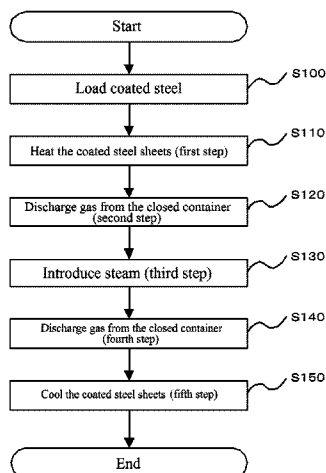 Start
S100
Load coated steel
S110
Heat the coated steel sheets (first step)
S120
Discharge gas from the closed container
(second step)
S130
Introduce steam (third step)
S140
Discharge gas from the closed container
(fourth step)
S150
Cool the coated steel sheets (fifth step)
End